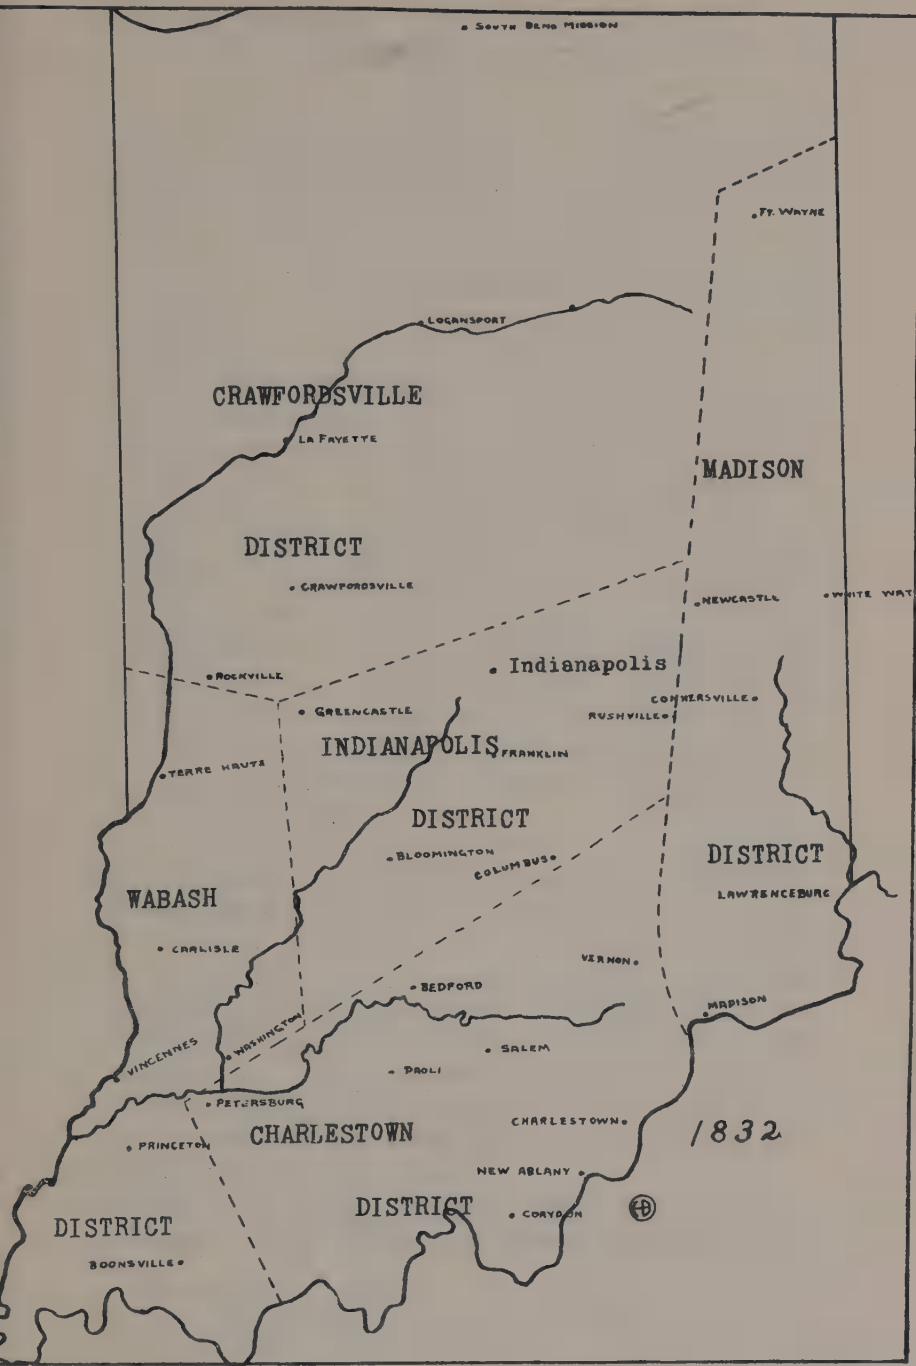 SOUTH BEND MISSION
FT. WAYNE
LOGANSPORT
CRAWFORDSVILLE
LA FAYETTE
MADISON
DISTRICT
CRAWFORDSVILLE
NEWCASTLE
WHITE WAT
Indianapolis
ROCKVILLE
CONNERSVILLE
GREENCASTLE
RUSHVILLE
INDIANAPOLIS
FRANKLIN
TERRE HAUTE
DISTRICT
BLOOMINGTON
COLUMBUS
DISTRICT
WABASH
LAWRENCEBURG
CARLISLE
VERNON
BEDFORD
MADISON
WASHINGTON
VINCENNES
SALEM
PAOLI
PETERSBURG
CHARLESTOWN
CHARLESTOWN
1832
PRINCETON
NEW ABLANY
DISTRICT
CORYDON
DISTRICT
BOONSVILLE